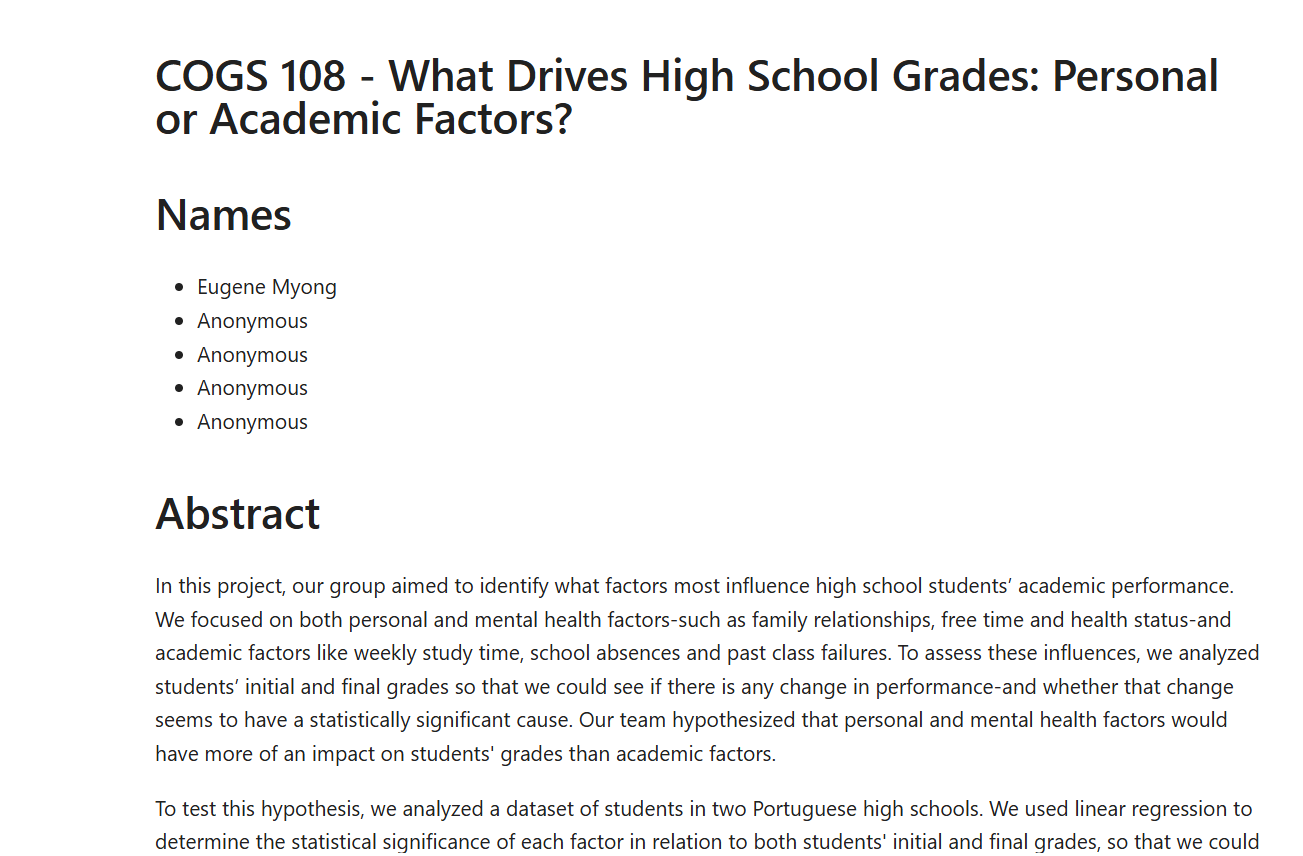 COGS 108 - What Drives High School Grades: Personal
or Academic Factors?
Names
• Eugene Myong
• Anonymous
• Anonymous
• Anonymous
• Anonymous
Abstract
In this project, our group aimed to identify what factors most influence high school students’ academic performance.
We focused on both personal and mental health factors-such as family relationships, free time and health status-and
academic factors like weekly study time, school absences and past class failures. To assess these influences, we analyzed
students’ initial and final grades so that we could see if there is any change in performance-and whether that change
seems to have a statistically significant cause. Our team hypothesized that personal and mental health factors would
have more of an impact on students' grades than academic factors.
To test this hypothesis, we analyzed a dataset of students in two Portuguese high schools. We used linear regression to
determine the statistical significance of each factor in relation to both students' initial and final grades, so that we could